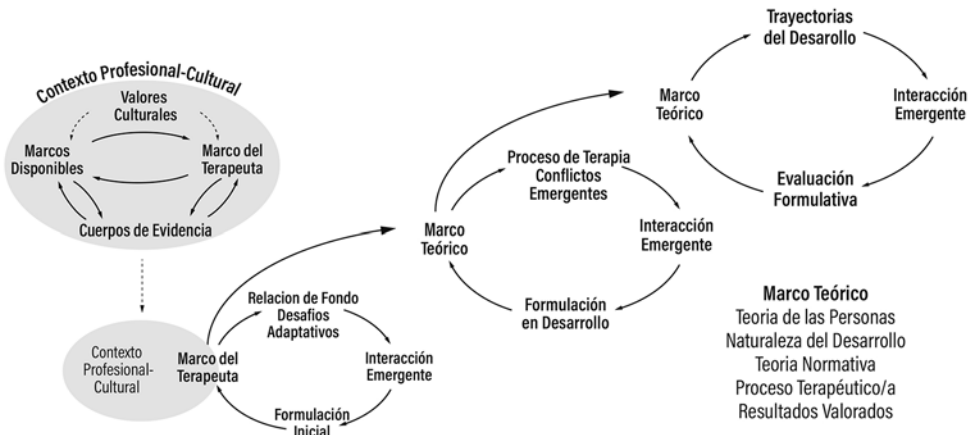 Contexto Profesional-Cultural
Valores
Culturales
Marcos
Disponibles
Marco del
Terapeuta
Cuerpos de Evidencia
Contexto
Profesional-
Cultural
Marco del
Terapeuta
Relacion de Fondo
Desafios
Adaptativos
Interacción
Emergente
Formulación
Inicial
Marco
Teórico
Proceso de Terapia
Conflictos
Emergentes
Interacción
Emergente
Formulación
en Desarrollo
Marco
Teórico
Trayectorias
del Desarollo
Interacción
Emergente
Evaluación
Formulativa
Marco Teórico
Teoria de las Personas
Naturaleza del Desarrollo
Teoria Normativa
Proceso Terapéutico/a
Resultados Valorados